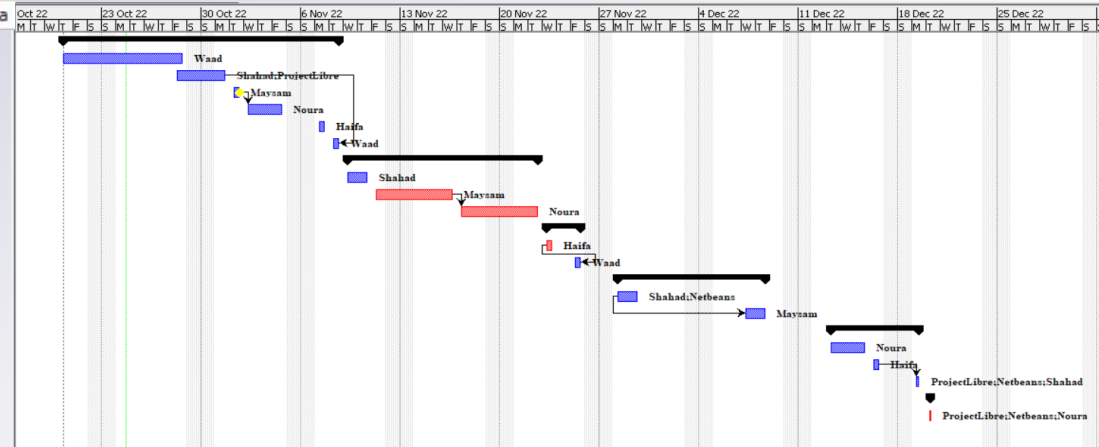 a
Oct 22 23 Oct 22 30 Oct 22 6 Nov 22 13 Nov 22 20 Nov 22 27 Nov 22 4 Dec 22 11 Dec 22 18 Dec 22 25 Dec 22
M T W T F S S M T W T F S S M T W T F S S M T W T F S S M T W T F S S M T W T F S S M T W T F S S M T W T F S S M T W T F S S M T W T F S S M T W T F S
Waad
Shahad;ProjectLibre
Maysam
Noura
Haifa
Waad
Shahad
Maysam
Noura
Haifa
Waad
Shahad;Netbeans
Maysam
Noura
Haifa
ProjectLibre;Netbeans;Shahad
ProjectLibre;Netbeans;Noura